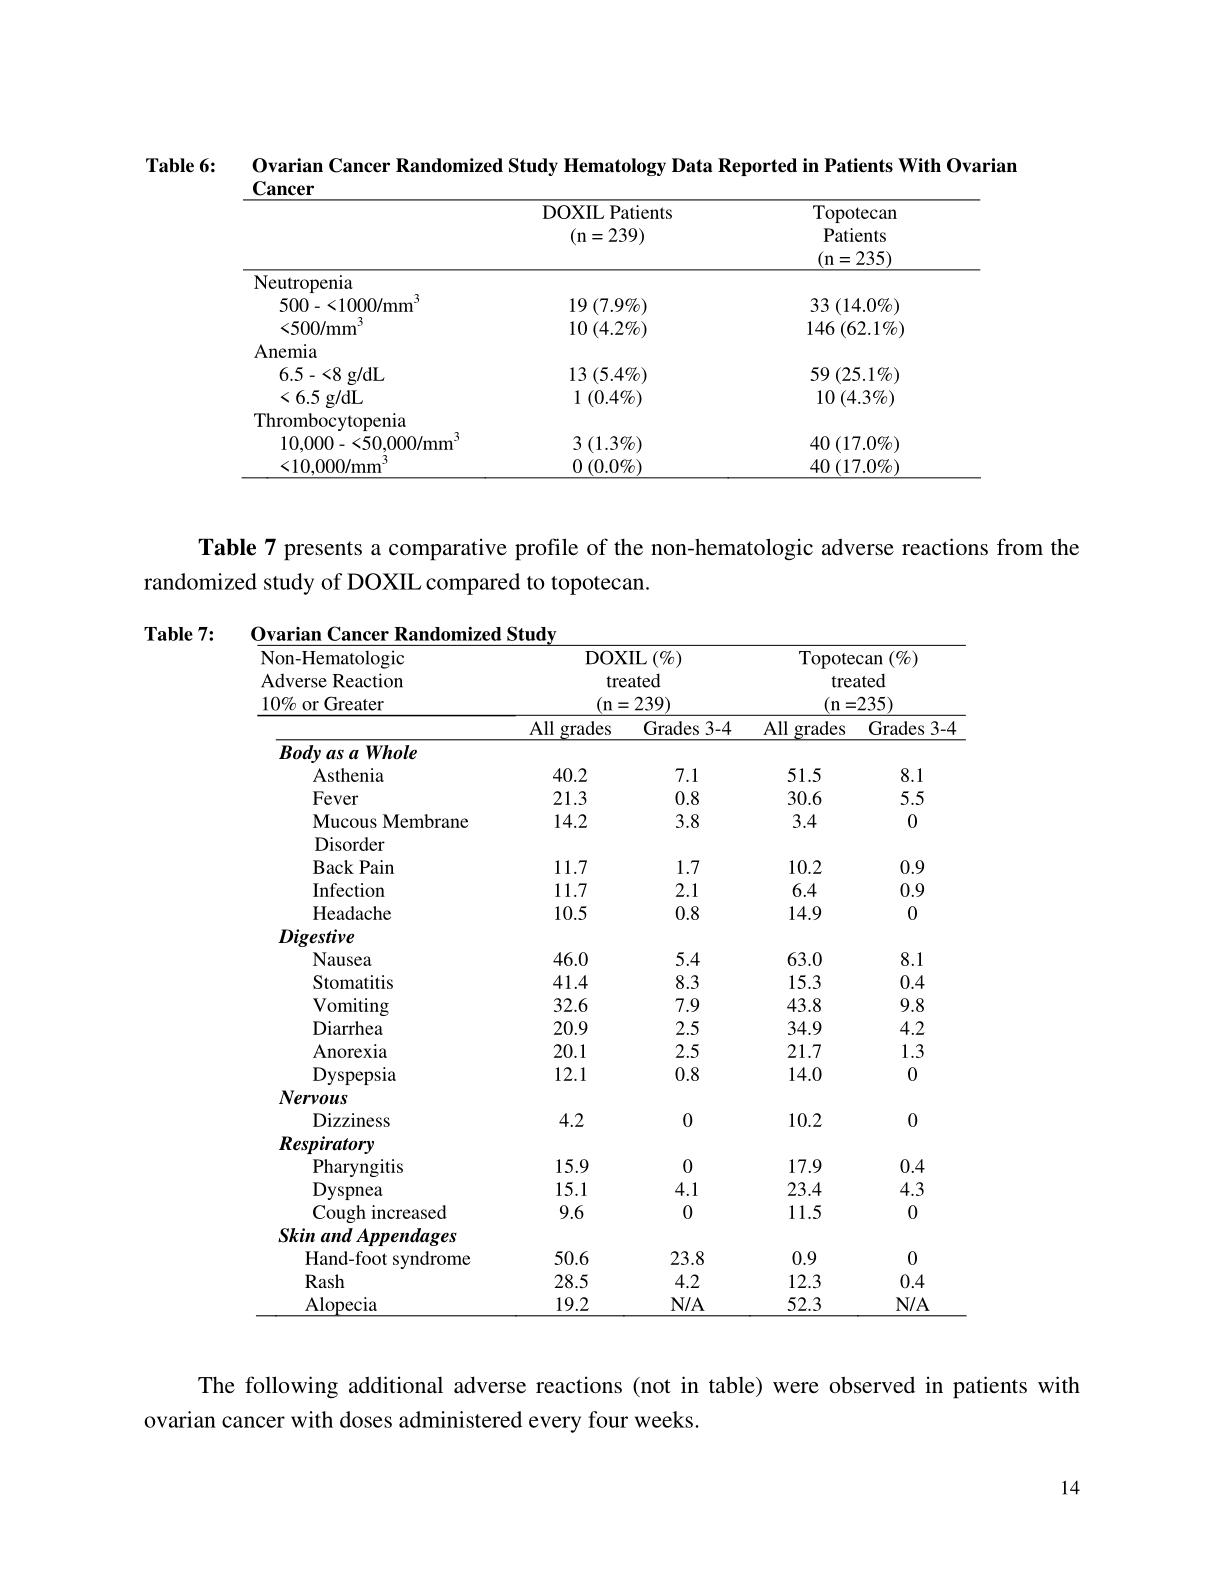 Table 6: Ovarian Cancer Randomized Study Hematology Data Reported in Patients With Ovarian
Cancer
DOXIL Patients Topotecan
(n = 239) Patients
(n = 235)
Neutropenia
500 - <1000/mm³ 19 (7.9%) 33 (14.0%)
<500/mm³ 10 (4.2%) 146 (62.1%)
Anemia
6.5 - <8 g/dL 13 (5.4%) 59 (25.1%)
< 6.5 g/dL 1 (0.4%) 10 (4.3%)
Thrombocytopenia
10,000 - <50,000/mm³ 3 (1.3%) 40 (17.0%)
<10,000/mm³ 0 (0.0%) 40 (17.0%)
Table 7 presents a comparative profile of the non-hematologic adverse reactions from the
randomized study of DOXIL compared to topotecan.
Table 7: Ovarian Cancer Randomized Study
Non-Hematologic DOXIL (%) Topotecan (%)
Adverse Reaction treated treated
10% or Greater (n = 239) (n =235)
All grades Grades 3-4 All grades Grades 3-4
Body as a Whole
Asthenia 40.2 7.1 51.5 8.1
Fever 21.3 0.8 30.6 5.5
Mucous Membrane 14.2 3.8 3.4 0
Disorder
Back Pain 11.7 1.7 10.2 0.9
Infection 11.7 2.1 6.4 0.9
Headache 10.5 0.8 14.9 0
Digestive
Nausea 46.0 5.4 63.0 8.1
Stomatitis 41.4 8.3 15.3 0.4
Vomiting 32.6 7.9 43.8 9.8
Diarrhea 20.9 2.5 34.9 4.2
Anorexia 20.1 2.5 21.7 1.3
Dyspepsia 12.1 0.8 14.0 0
Nervous
Dizziness 4.2 0 10.2 0
Respiratory
Pharyngitis 15.9 0 17.9 0.4
Dyspnea 15.1 4.1 23.4 4.3
Cough increased 9.6 0 11.5 0
Skin and Appendages
Hand-foot syndrome 50.6 23.8 0.9 0
Rash 28.5 4.2 12.3 0.4
Alopecia 19.2 N/A 52.3 N/A
The following additional adverse reactions (not in table) were observed in patients with
ovarian cancer with doses administered every four weeks.
14